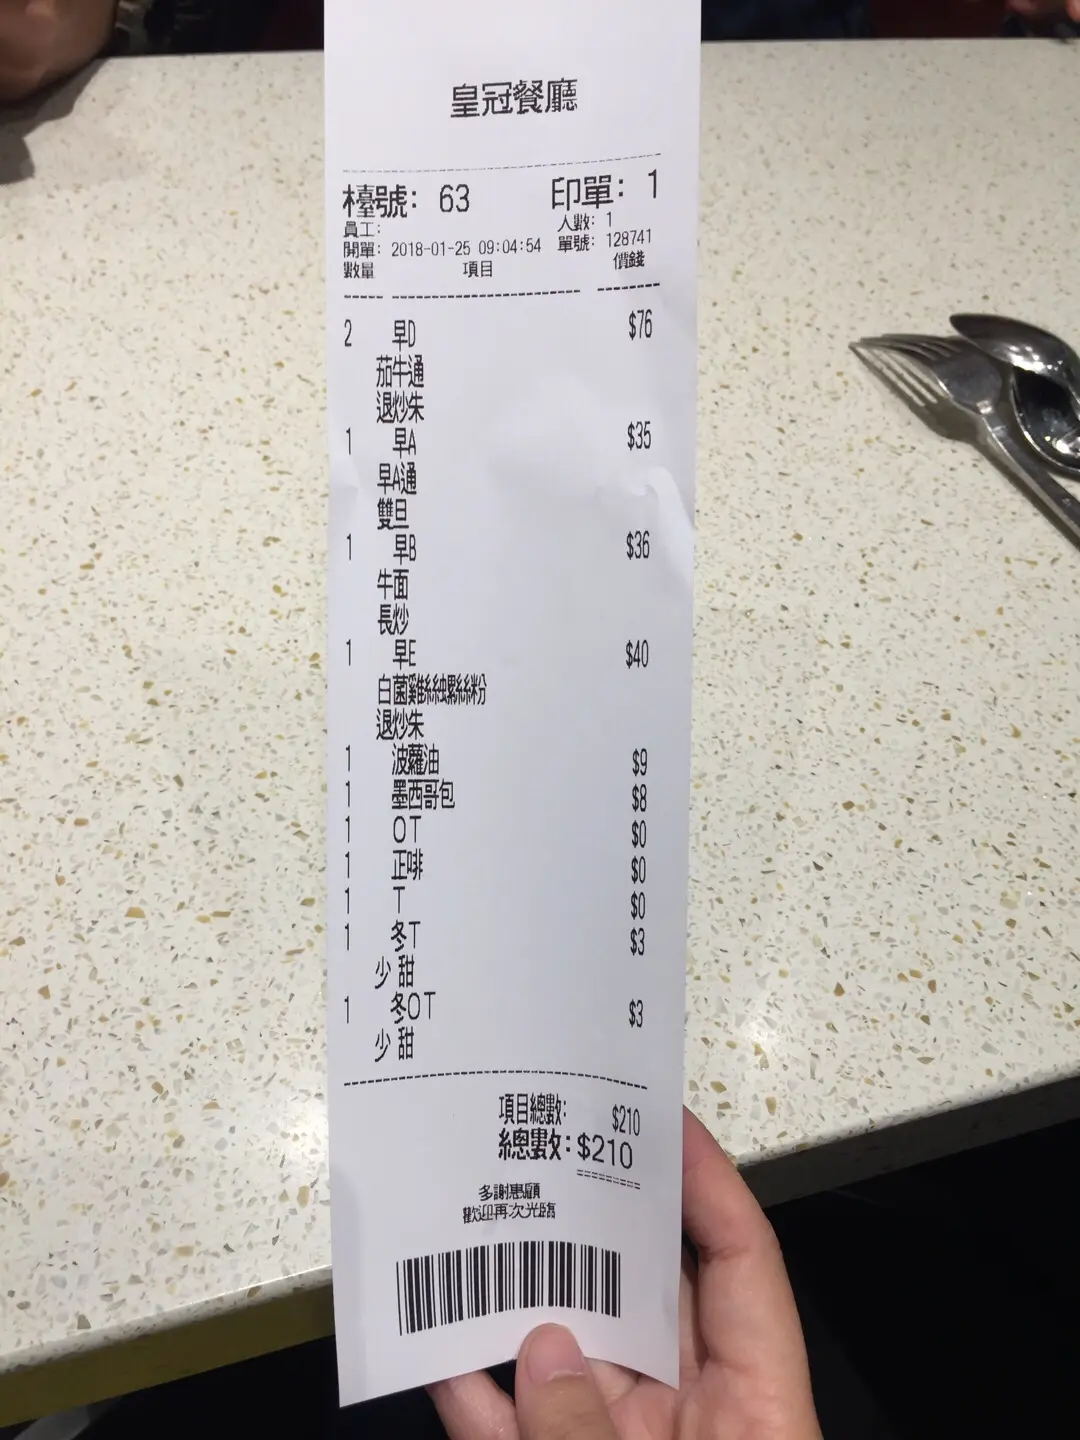 皇冠餐廳
檯號: 63 印單: 1
員工: 人數: 1
開單: 2018-01-25 09:04:54 單號: 128741
數量 項目 價錢
2 早D $76
茄牛通
退炒朱
1 早A $35
早A通
雙旦
1 早B $36
牛面
長炒
1 早E $40
白菌雞絲螺絲粉
退炒朱
1 波蘿油 $9
1 墨西哥包 $8
1 OT $0
1 正啡 $0
1 T $0
1 冬T $3
少甜
1 冬OT $3
少甜
項目總數: $210
總數: $210
多謝惠顧
歡迎再次光臨